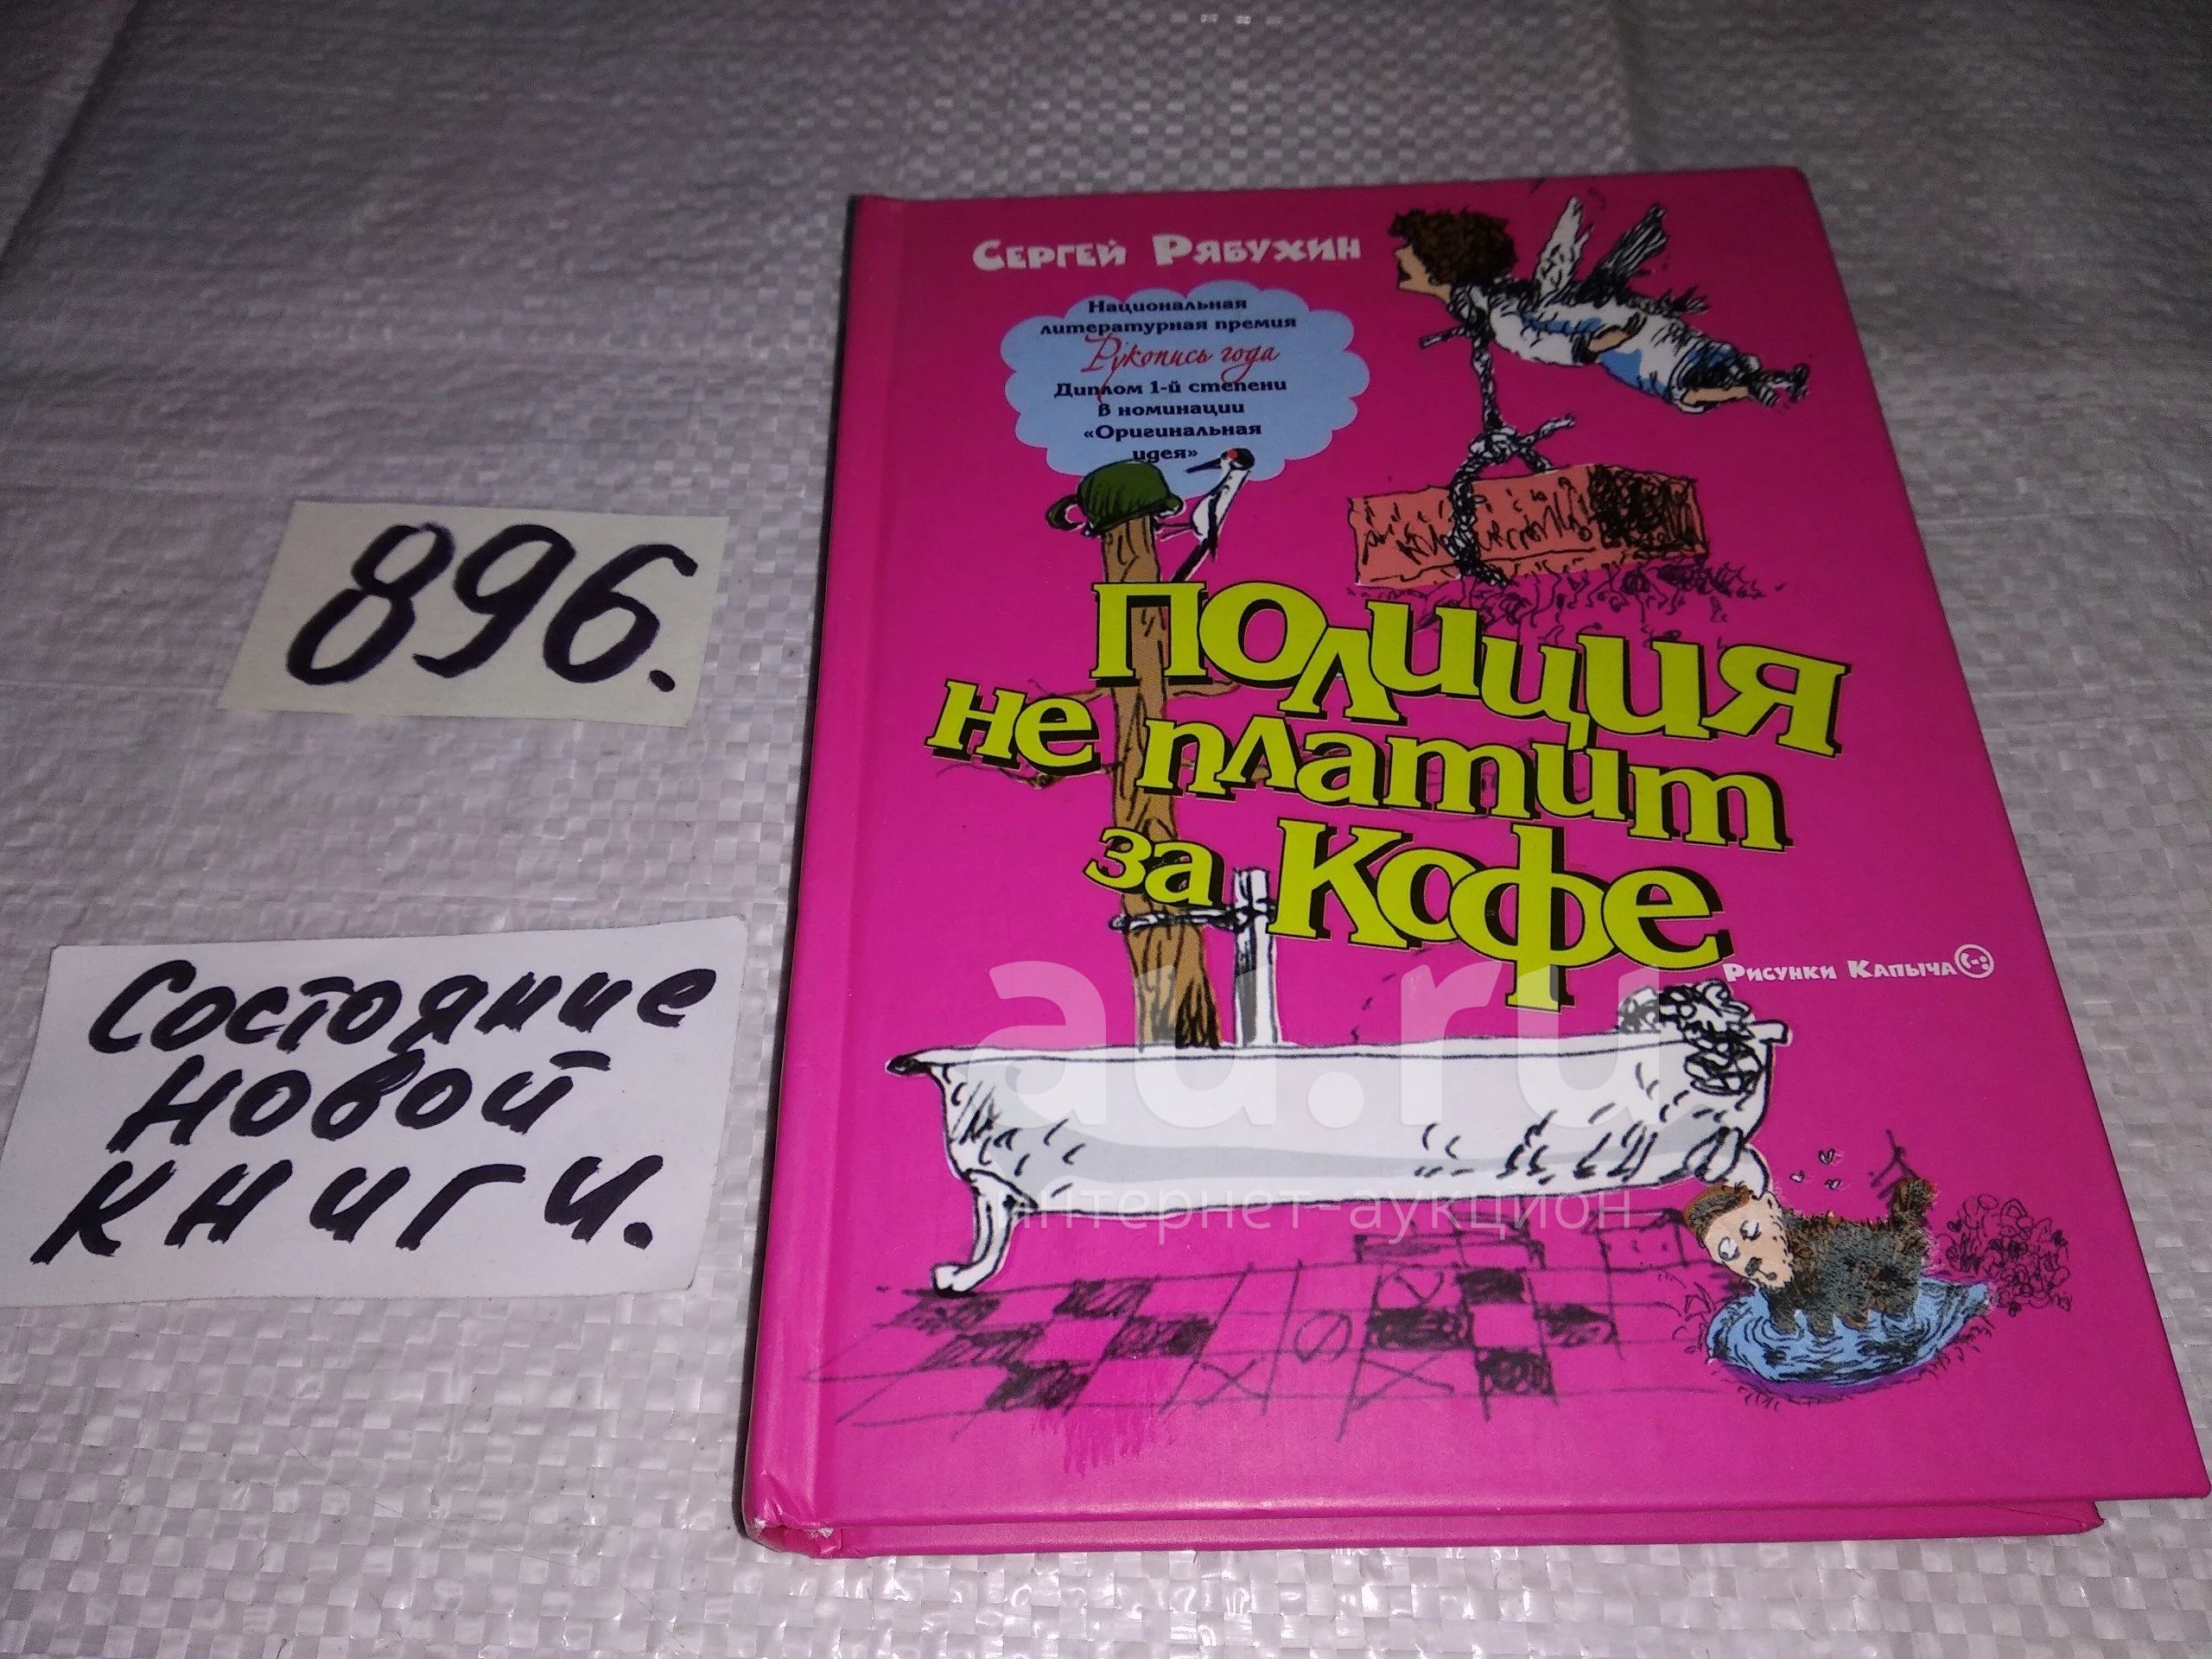 Сергей Рябухин
Национальная
литературная премия
Рукопись года
Диплом 1-й степени
в номинации
«Оригинальная
идея»
896.
Полиция
не платит
за Кофе
Рисунки Капыча
Состояние
новой
книги.
au.ru
интернет-аукцион